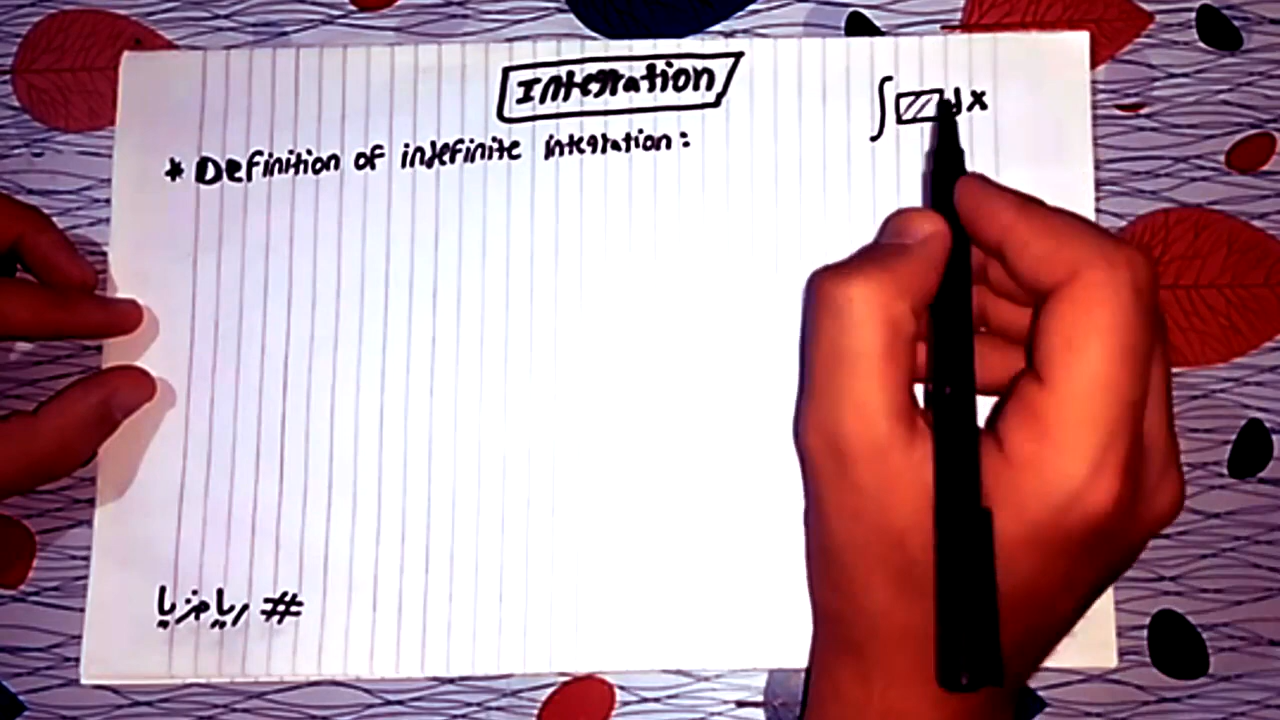 Integration
∫ dx
* Definition of indefinite integration:
# ريامزيا